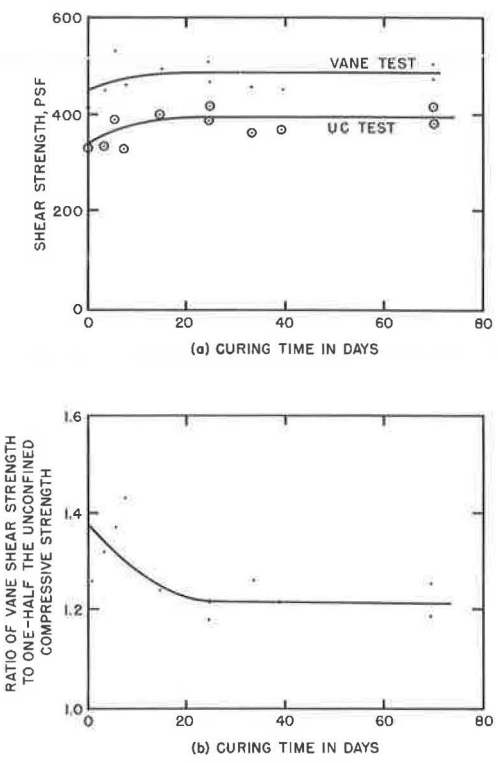 600
400
200
0
SHEAR STRENGTH, PSF
VANE TEST
UC TEST
0 20 40 60 80
(a) CURING TIME IN DAYS
1.6
1.4
1.2
1.0
RATIO OF VANE SHEAR STRENGTH
TO ONE-HALF THE UNCONFINED
COMPRESSIVE STRENGTH
0 20 40 60 80
(b) CURING TIME IN DAYS